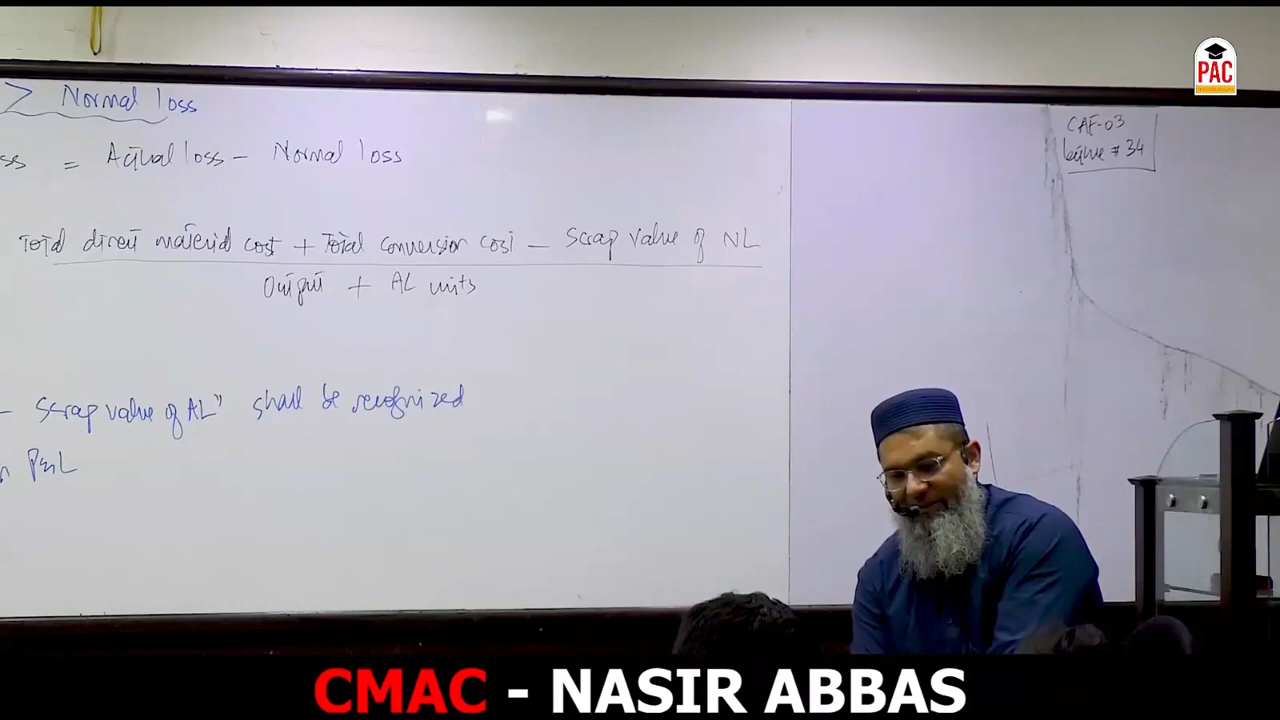 > Normal loss
ss = Actual loss - Normal loss
Total direct material cost + Total conversion cost - Scrap value of NL
Output + AL units
- Scrap value of AL" shall be recognized
n PnL
CAF-03
lecture # 34
PAC
CMAC - NASIR ABBAS